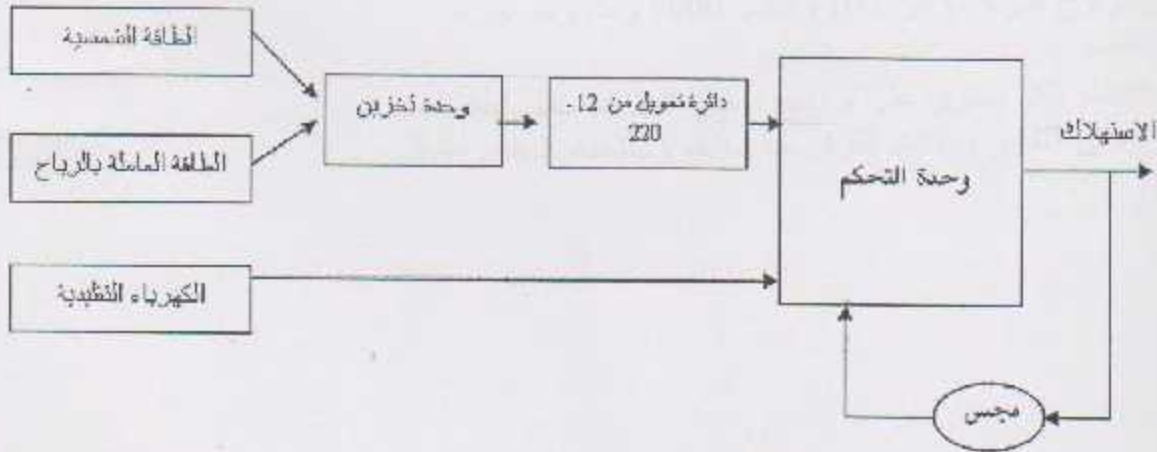 الطاقة الشمسية
الطاقة العاملة بالرياح
الكهرباء التقليدية
وحدة تخزين
دائرة تحويل من 12-
220
وحدة التحكم
الاستهلاك
مجس